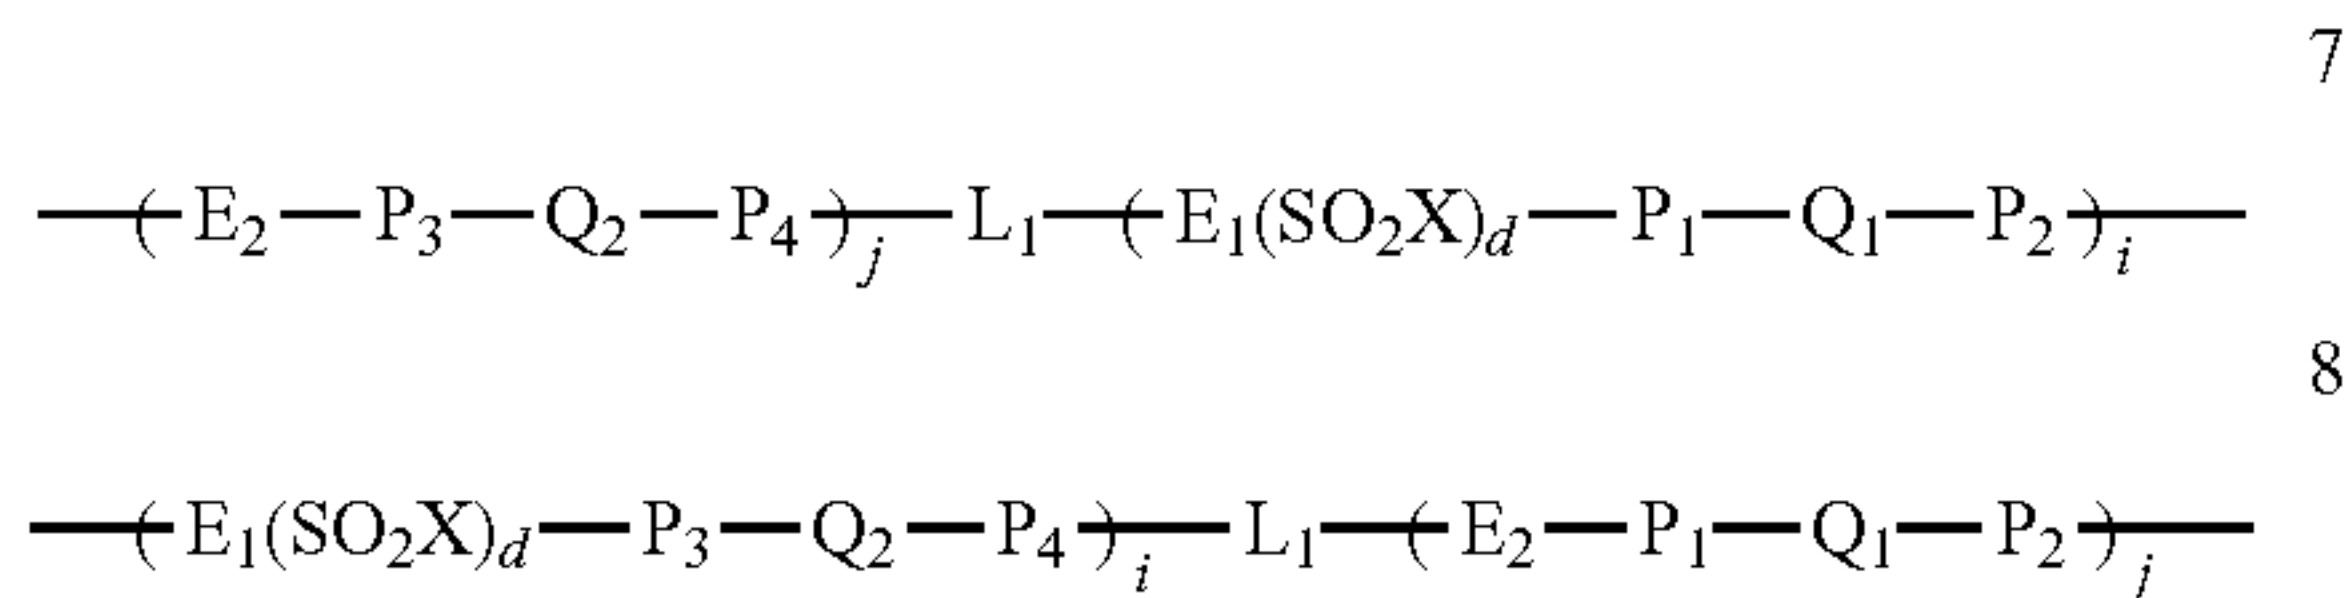 7
—( E₂—P₃—Q₂—P₄ )ⱼ—L₁—( E₁(SO₂X)d—P₁—Q₁—P₂ )ᵢ—
8
—( E₁(SO₂X)d—P₃—Q₂—P₄ )ᵢ—L₁—( E₂—P₁—Q₁—P₂ )ⱼ—